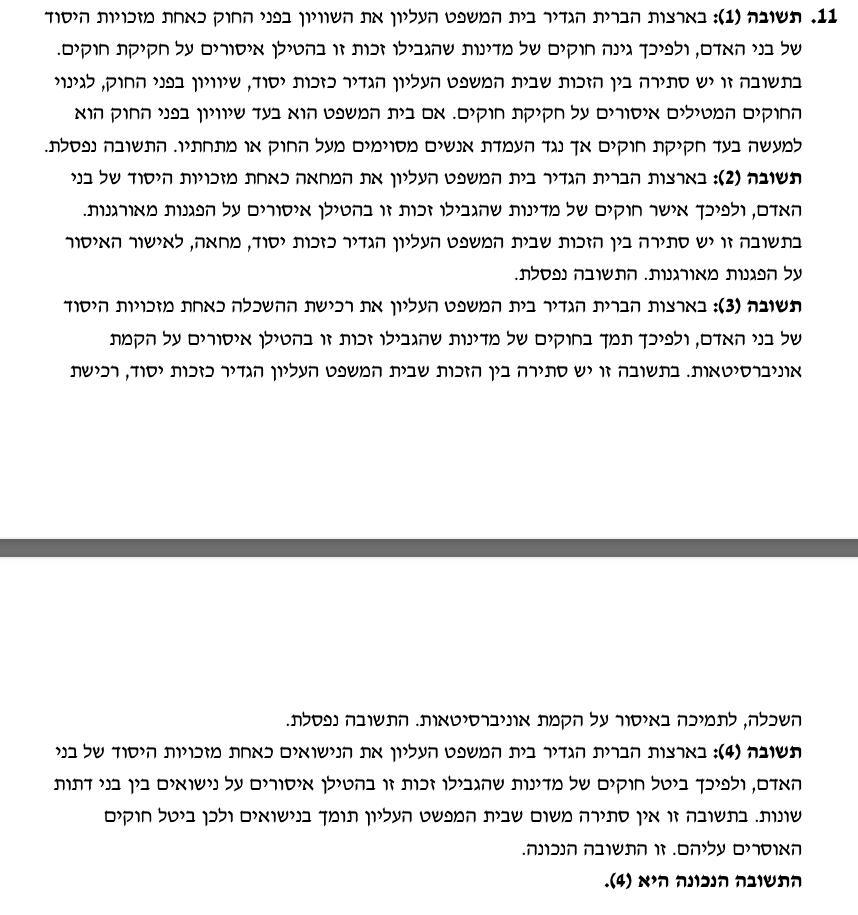 11. תשובה (1): בארצות הברית הגדיר בית המשפט העליון את השוויון בפני החוק כאחת מזכויות היסוד
של בני האדם, ולפיכך גינה חוקים של מדינות שהגבילו זכות זו בהטילן איסורים על חקיקת חוקים.
בתשובה זו יש סתירה בין הזכות שבית המשפט העליון הגדיר כזכות יסוד, שיוויון בפני החוק, לגינוי
החוקים המטילים איסורים על חקיקת חוקים. אם בית המשפט הוא בעד שיוויון בפני החוק הוא
למעשה בעד חקיקת חוקים אך נגד העמדת אנשים מסוימים מעל החוק או מתחתיו. התשובה נפסלת.
תשובה (2): בארצות הברית הגדיר בית המשפט העליון את המחאה כאחת מזכויות היסוד של בני
האדם, ולפיכך אישר חוקים של מדינות שהגבילו זכות זו בהטילן איסורים על הפגנות מאורגנות.
בתשובה זו יש סתירה בין הזכות שבית המשפט העליון הגדיר כזכות יסוד, מחאה, לאישור האיסור
על הפגנות מאורגנות. התשובה נפסלת.
תשובה (3): בארצות הברית הגדיר בית המשפט העליון את רכישת ההשכלה כאחת מזכויות היסוד
של בני האדם, ולפיכך תמך בחוקים של מדינות שהגבילו זכות זו בהטילן איסורים על הקמת
אוניברסיטאות. בתשובה זו יש סתירה בין הזכות שבית המשפט העליון הגדיר כזכות יסוד, רכישת
השכלה, לתמיכה באיסור על הקמת אוניברסיטאות. התשובה נפסלת.
תשובה (4): בארצות הברית הגדיר בית המשפט העליון את הנישואים כאחת מזכויות היסוד של בני
האדם, ולפיכך ביטל חוקים של מדינות שהגבילו זכות זו בהטילן איסורים על נישואים בין בני דתות
שונות. בתשובה זו אין סתירה משום שבית המפשט העליון תומך בנישואים ולכן ביטל חוקים
האוסרים עליהם. זו התשובה הנכונה.
התשובה הנכונה היא (4).